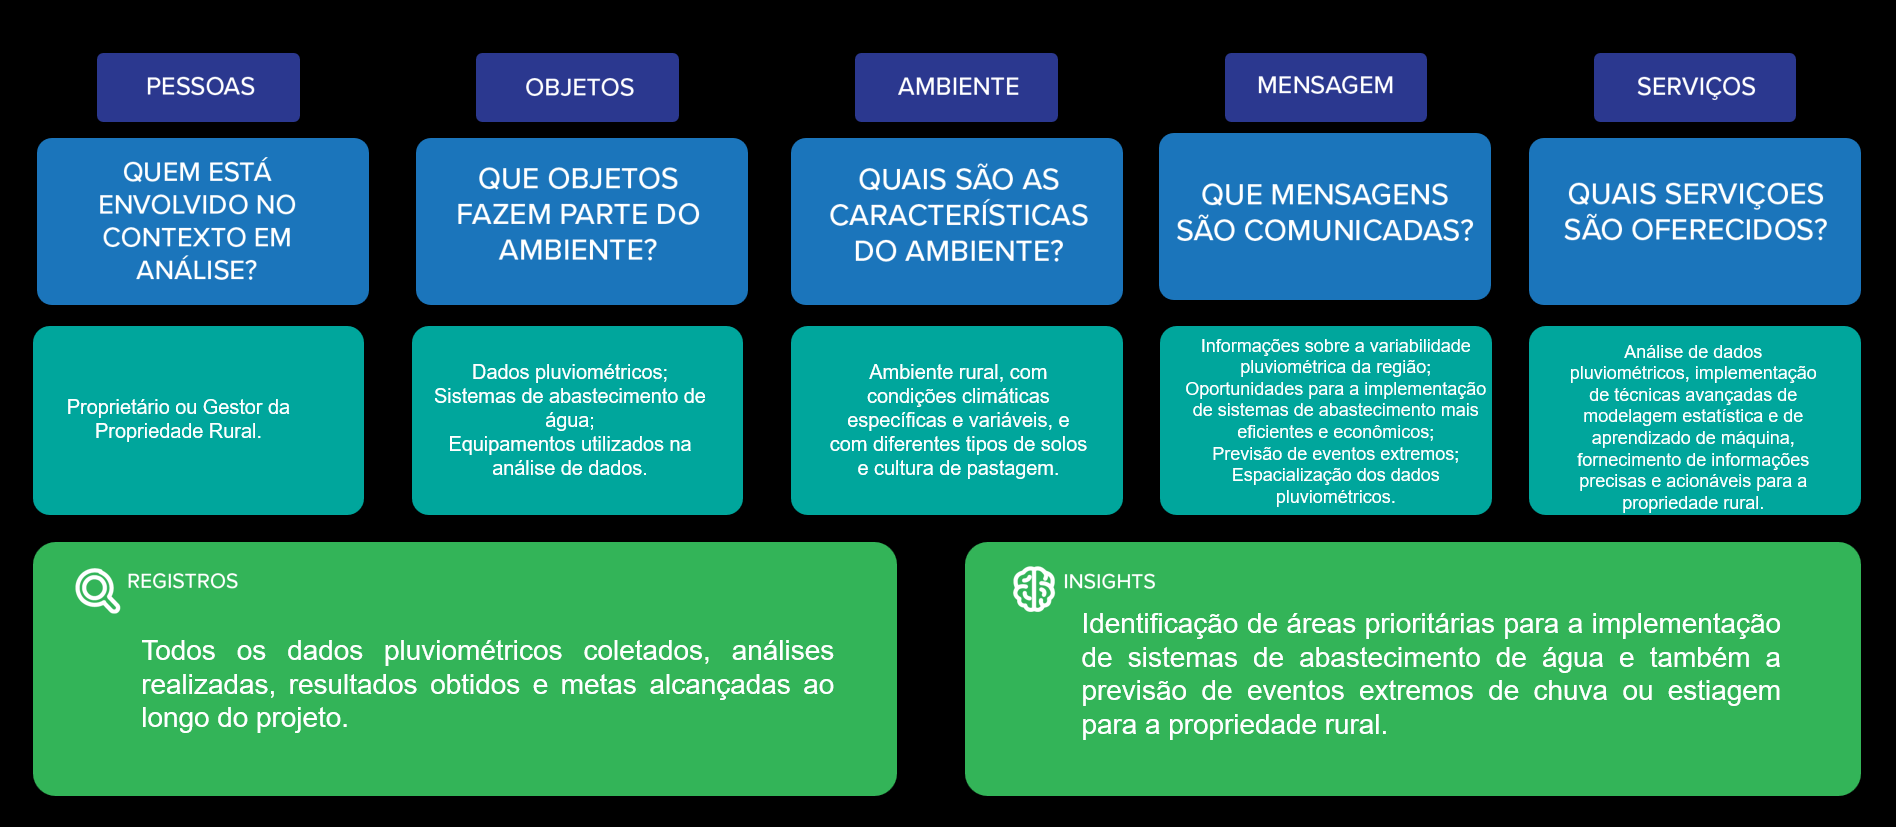 PESSOAS
OBJETOS
AMBIENTE
MENSAGEM
SERVIÇOS
QUEM ESTÁ
ENVOLVIDO NO
CONTEXTO EM
ANÁLISE?
QUE OBJETOS
FAZEM PARTE DO
AMBIENTE?
QUAIS SÃO AS
CARACTERÍSTICAS
DO AMBIENTE?
QUE MENSAGENS
SÃO COMUNICADAS?
QUAIS SERVIÇOES
SÃO OFERECIDOS?
Proprietário ou Gestor da
Propriedade Rural.
Dados pluviométricos;
Sistemas de abastecimento de
água;
Equipamentos utilizados na
análise de dados.
Ambiente rural, com
condições climáticas
específicas e variáveis, e
com diferentes tipos de solos
e cultura de pastagem.
Informações sobre a variabilidade
pluviométrica da região;
Oportunidades para a implementação
de sistemas de abastecimento mais
eficientes e econômicos;
Previsão de eventos extremos;
Espacialização dos dados
pluviométricos.
Análise de dados
pluviométricos, implementação
de técnicas avançadas de
modelagem estatística e de
aprendizado de máquina,
fornecimento de informações
precisas e acionáveis para a
propriedade rural.
REGISTROS
Todos os dados pluviométricos coletados, análises
realizadas, resultados obtidos e metas alcançadas ao
longo do projeto.
INSIGHTS
Identificação de áreas prioritárias para a implementação
de sistemas de abastecimento de água e também a
previsão de eventos extremos de chuva ou estiagem
para a propriedade rural.